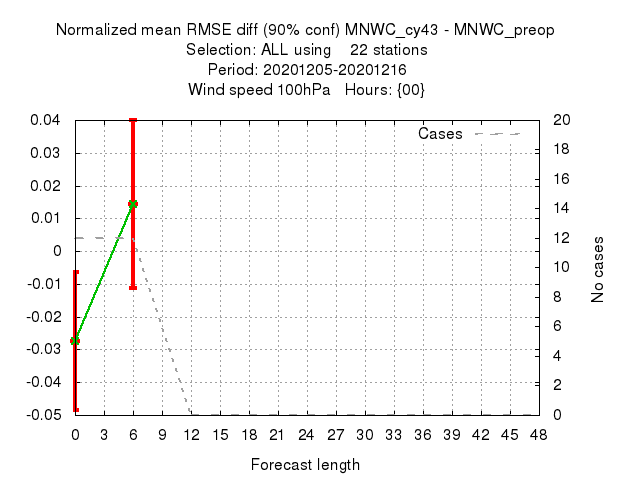 Normalized mean RMSE diff (90% conf) MNWC_cy43 - MNWC_preop
Selection: ALL using 22 stations
Period: 20201205-20201216
Wind speed 100hPa Hours: {00}
0.04
0.03
0.02
0.01
0
-0.01
-0.02
-0.03
-0.04
-0.05
Cases
20
18
16
14
12
10
8
6
4
2
0
No cases
0 3 6 9 12 15 18 21 24 27 30 33 36 39 42 45 48
Forecast length